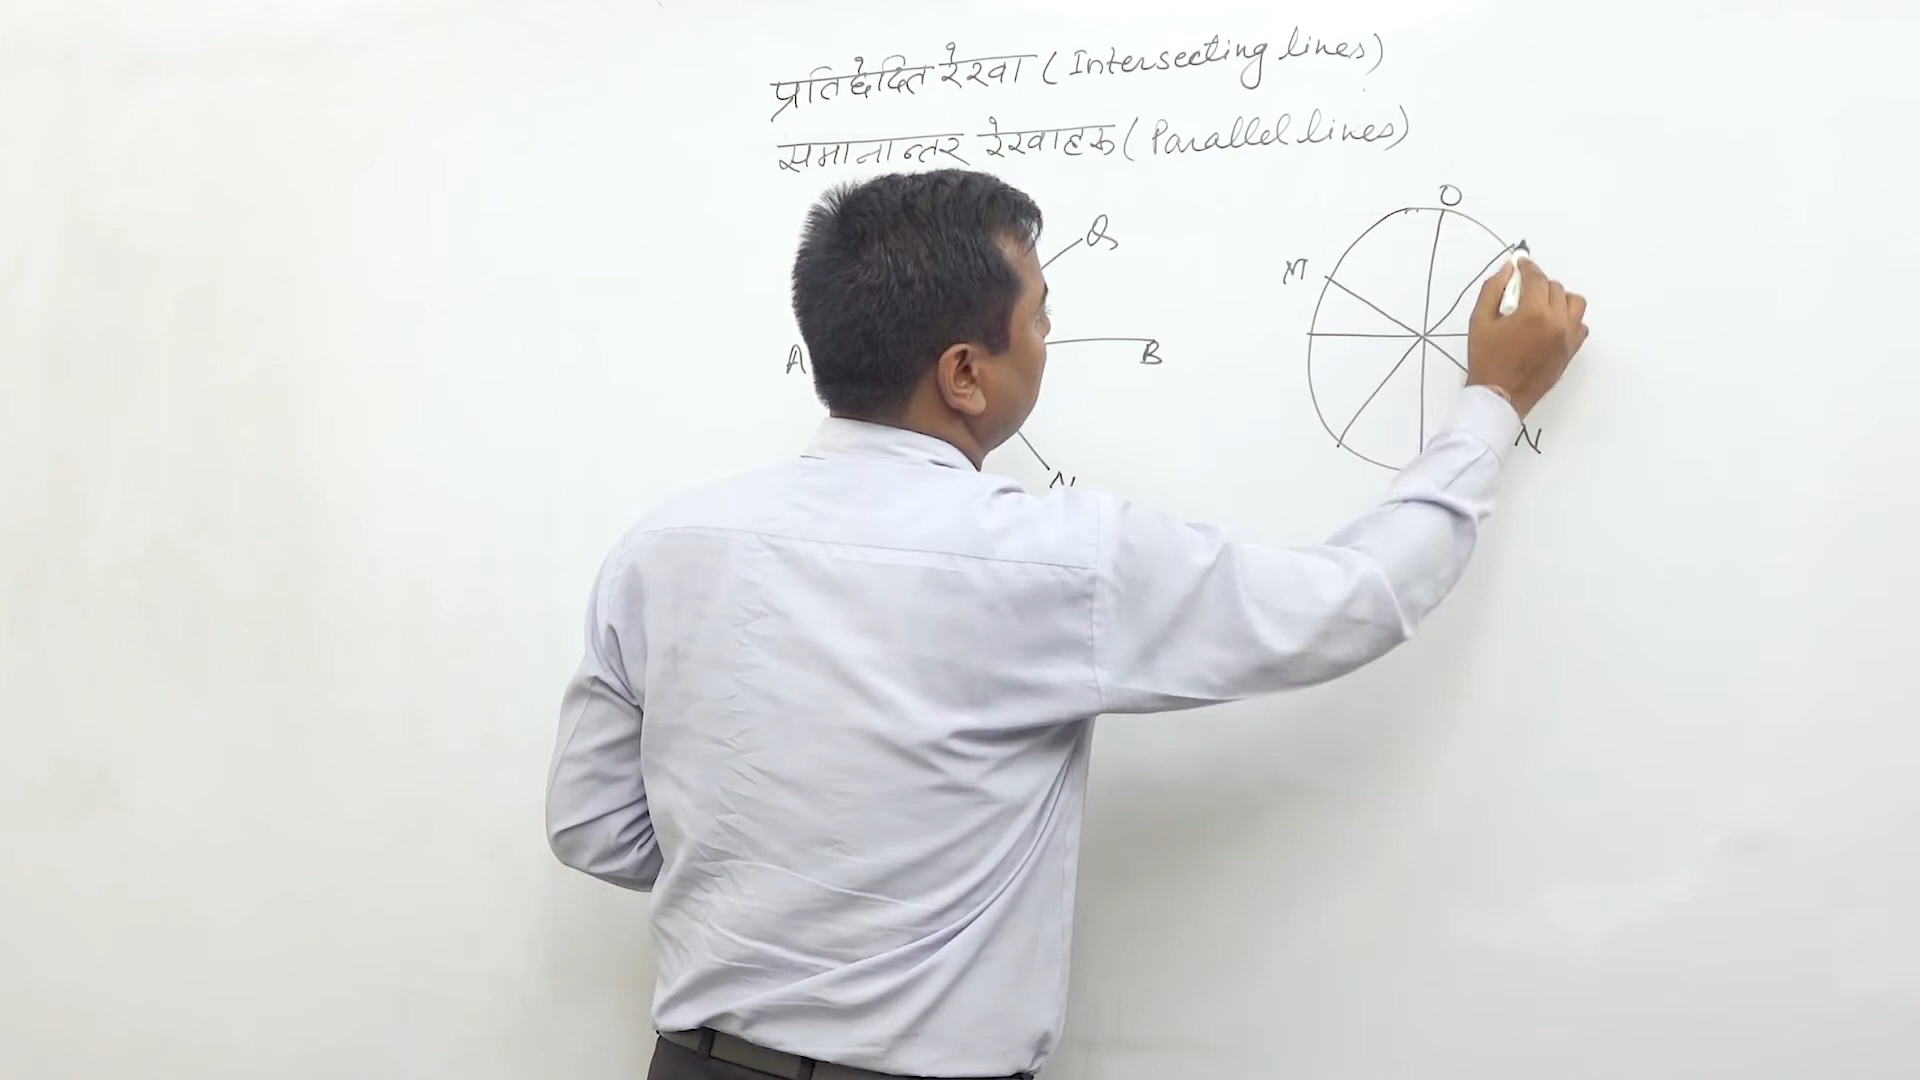 प्रतिछेदित रेखा (Intersecting lines)
समानान्तर रेखाहरू (Parallel lines)
O
Q
M
A
B
N
N